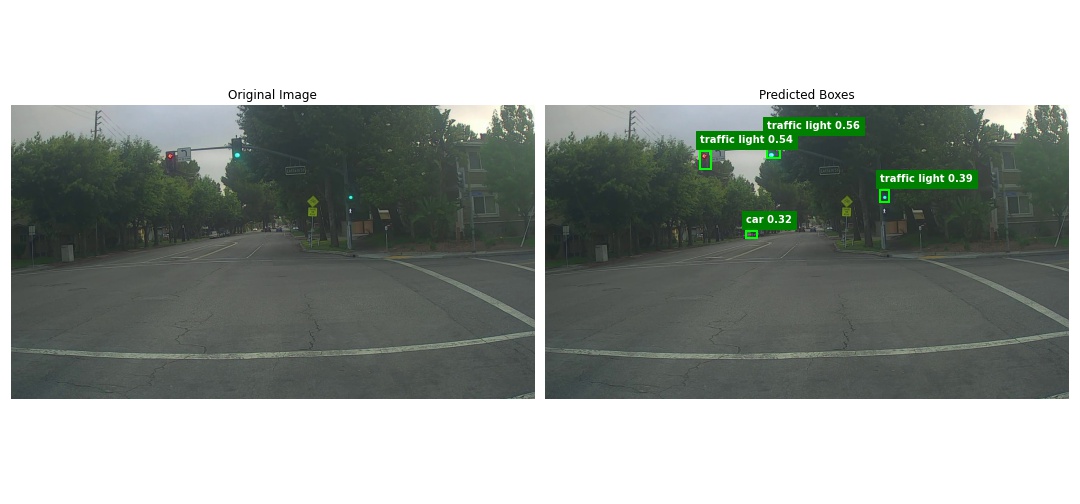 Original Image
Predicted Boxes
traffic light 0.56
traffic light 0.54
traffic light 0.39
car 0.32